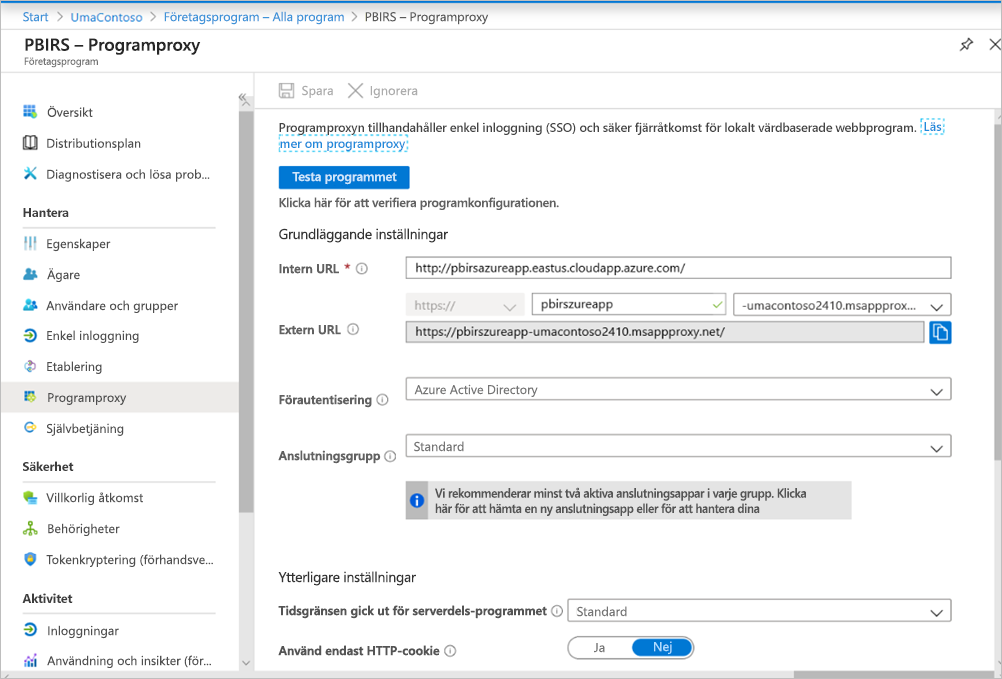 Start > UmaContoso > Företagsprogram – Alla program > PBIRS – Programproxy
PBIRS – Programproxy
Företagsprogram
Översikt
Distributionsplan
Diagnostisera och lösa prob...
Hantera
Egenskaper
Ägare
Användare och grupper
Enkel inloggning
Etablering
Programproxy
Självbetjäning
Säkerhet
Villkorlig åtkomst
Behörigheter
Tokenkryptering (förhandsve...
Aktivitet
Inloggningar
Användning och insikter (för...
Spara Ignorera
Programproxyn tillhandahåller enkel inloggning (SSO) och säker fjärråtkomst för lokalt värdbaserade webbprogram. Läs
mer om programproxy
Testa programmet
Klicka här för att verifiera programkonfigurationen.
Grundläggande inställningar
Intern URL * http://pbirsazureapp.eastus.cloudapp.azure.com/
https:// pbirszureapp -umacontoso2410.msapppro​x...
Extern URL https://pbirszureapp-umacontoso2410.msappproxy.net/
Förautentisering Azure Active Directory
Anslutningsgrupp Standard
Vi rekommenderar minst två aktiva anslutningsappar i varje grupp. Klicka
här för att hämta en ny anslutningsapp eller för att hantera dina
Ytterligare inställningar
Tidsgränsen gick ut för serverdels-programmet Standard
Använd endast HTTP-cookie Ja Nej